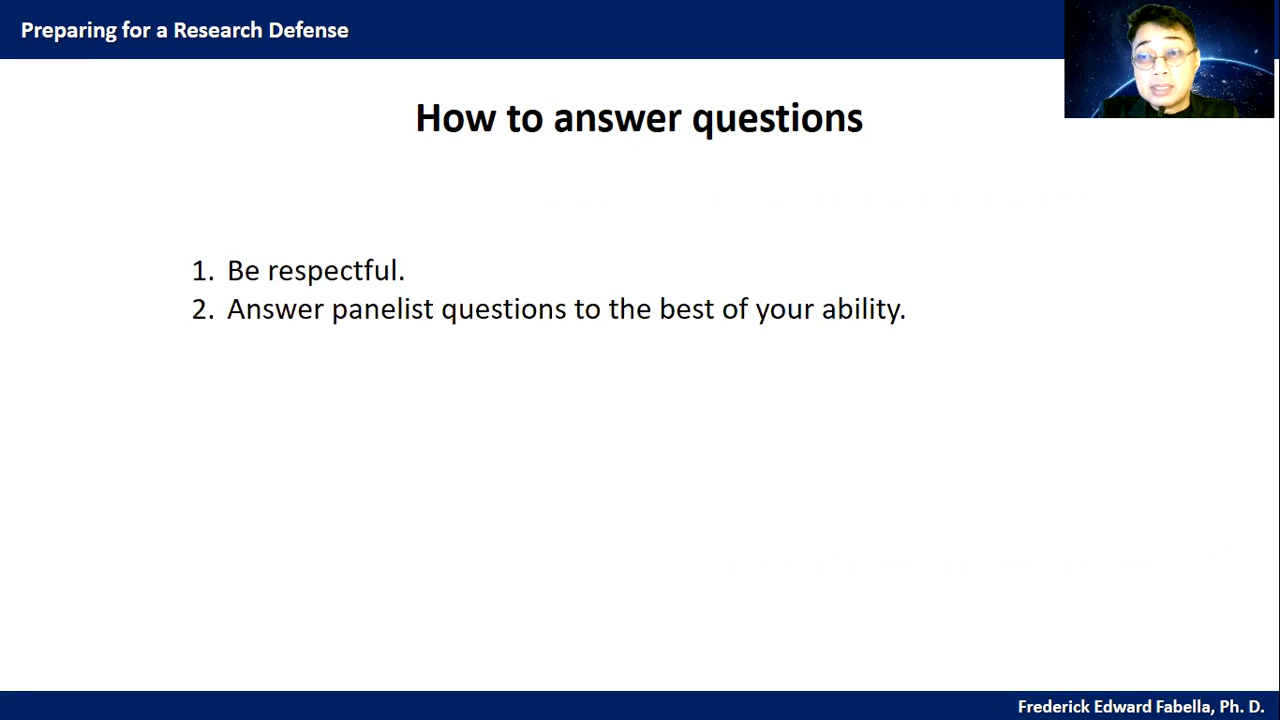 Preparing for a Research Defense
How to answer questions
1. Be respectful.
2. Answer panelist questions to the best of your ability.
Frederick Edward Fabella, Ph. D.